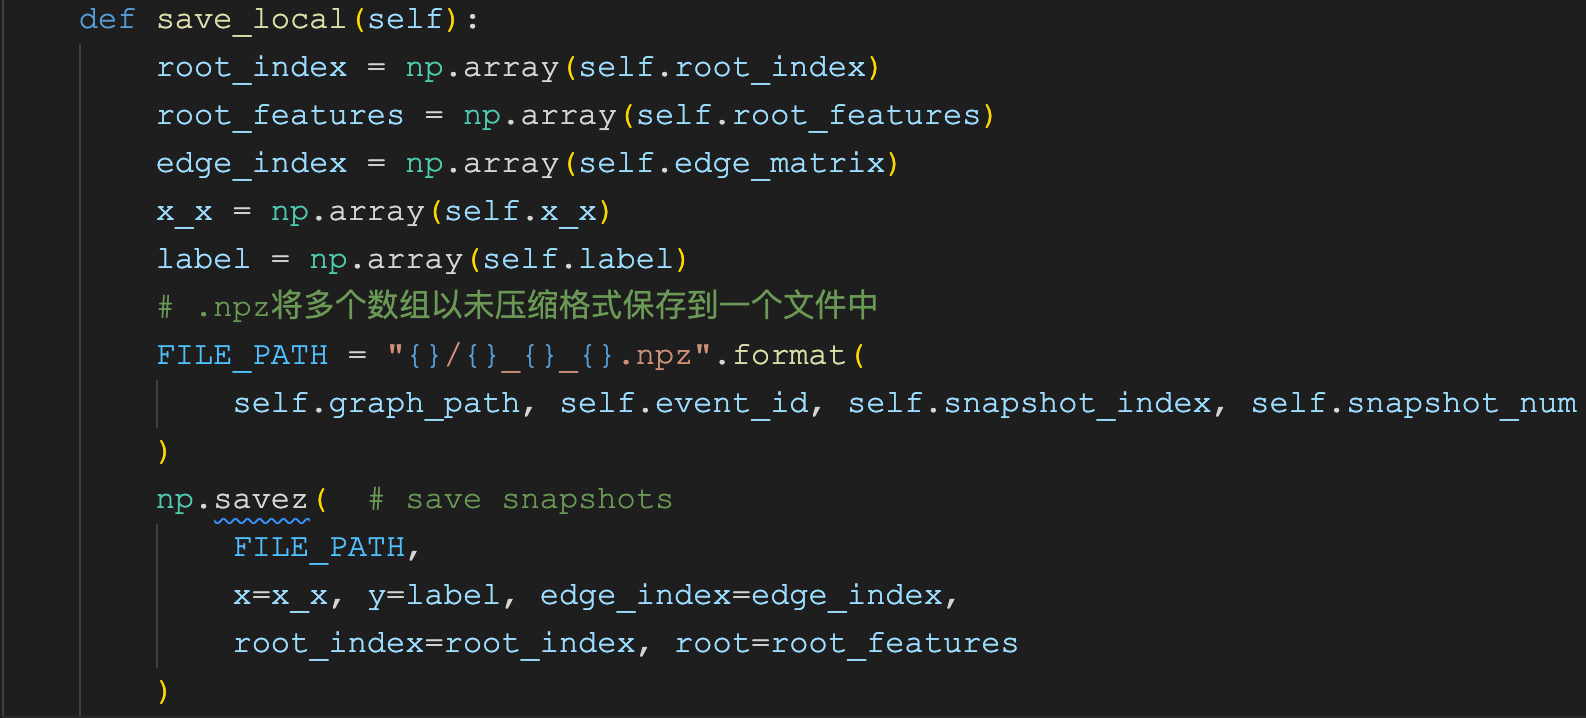 def save_local(self):
root_index = np.array(self.root_index)
root_features = np.array(self.root_features)
edge_index = np.array(self.edge_matrix)
x_x = np.array(self.x_x)
label = np.array(self.label)
# .npz将多个数组以未压缩格式保存到一个文件中
FILE_PATH = "{}/{}_{}_{}.npz".format(
self.graph_path, self.event_id, self.snapshot_index, self.snapshot_num
)
np.savez(  # save snapshots
FILE_PATH,
x=x_x, y=label, edge_index=edge_index,
root_index=root_index, root=root_features
)